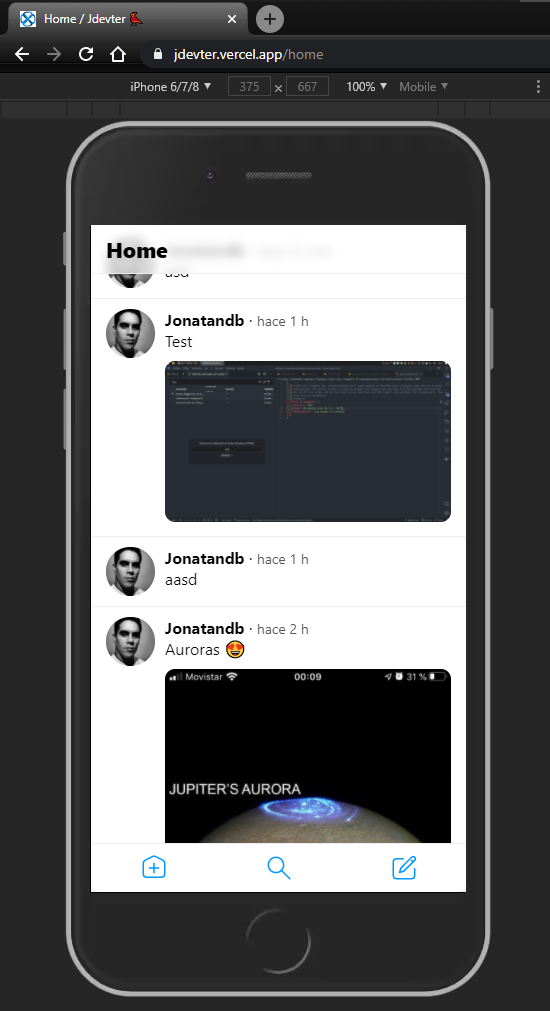 Home / Jdevter
jdevter.vercel.app/home
iPhone 6/7/8 ▼ 375 × 667 100% ▼ Mobile ▼
Home
asd
Jonatandb · hace 1 h
Test
Jonatandb · hace 1 h
aasd
Jonatandb · hace 2 h
Auroras 😍
Movistar 00:09 31 %
JUPITER'S AURORA